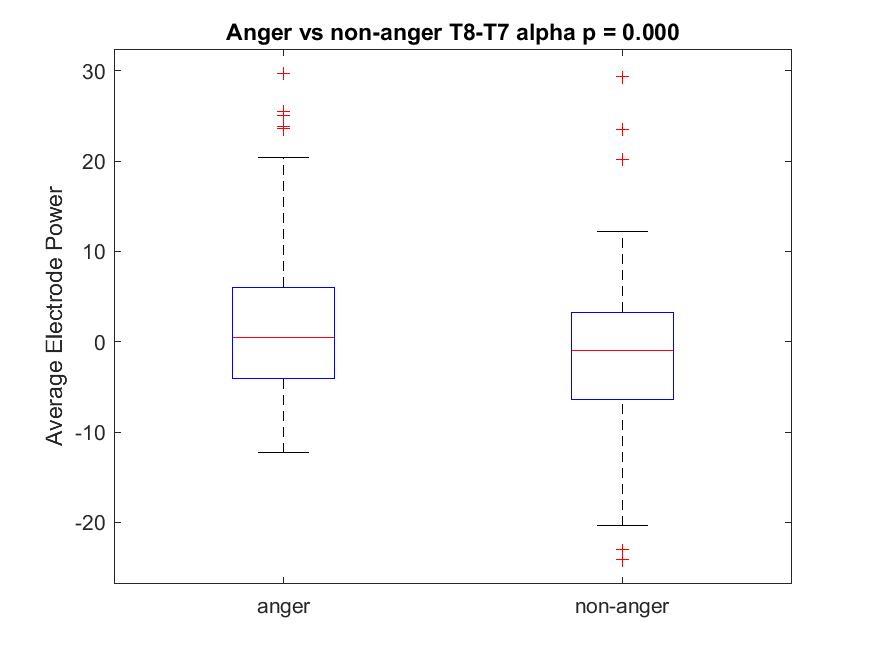 Anger vs non-anger T8-T7 alpha p = 0.000
Average Electrode Power
30
20
10
0
-10
-20
anger
non-anger